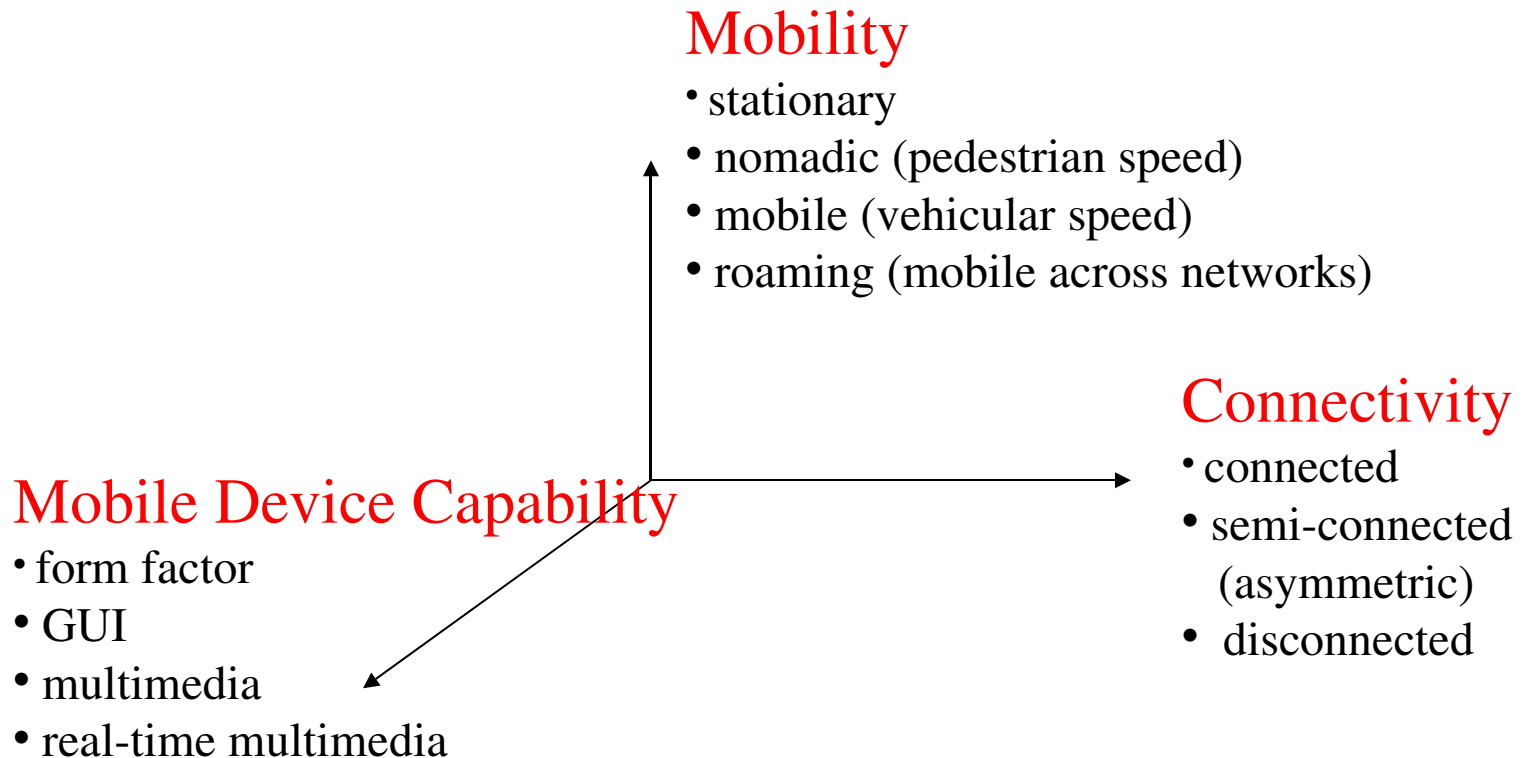 Mobility
• stationary
• nomadic (pedestrian speed)
• mobile (vehicular speed)
• roaming (mobile across networks)
Connectivity
• connected
• semi-connected
(asymmetric)
• disconnected
Mobile Device Capability
• form factor
• GUI
• multimedia
• real-time multimedia